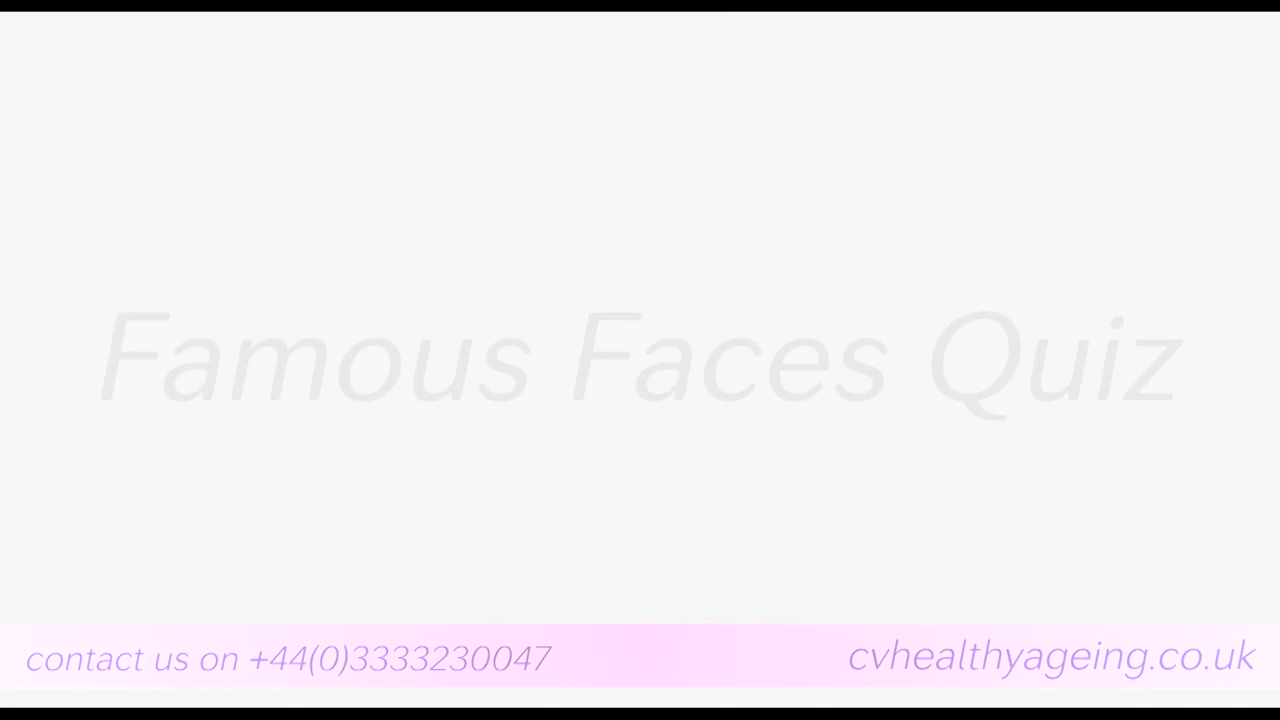 Famous Faces Quiz
contact us on +44(0)3333230047
cvhealthyageing.co.uk